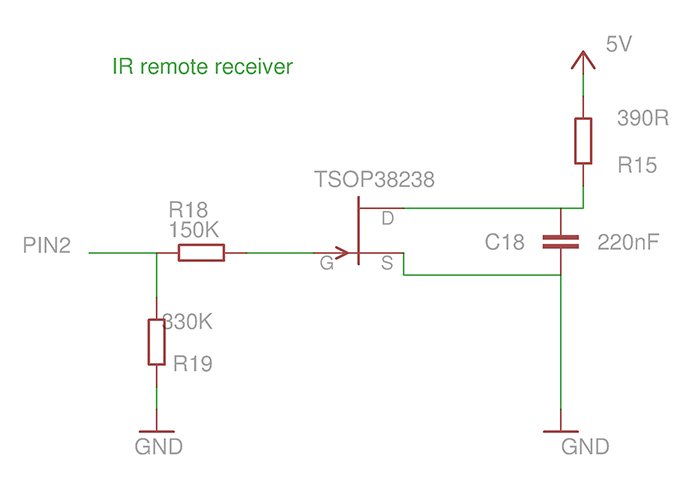 IR remote receiver
5V
390R
R15
TSOP38238
D
R18
150K
PIN2
G
S
C18
220nF
330K
R19
GND
GND